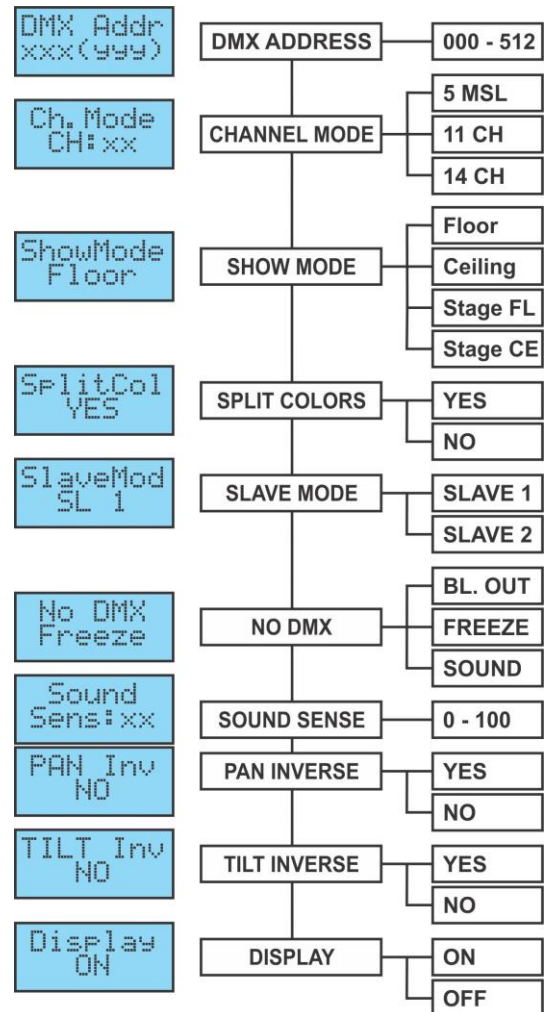 DMX Addr
xxx(yyy)
DMX ADDRESS
000 - 512
Ch.Mode
CH:xx
CHANNEL MODE
5 MSL
11 CH
14 CH
ShowMode
Floor
SHOW MODE
Floor
Ceiling
Stage FL
Stage CE
SplitCol
YES
SPLIT COLORS
YES
NO
SlaveMod
SL 1
SLAVE MODE
SLAVE 1
SLAVE 2
No DMX
Freeze
NO DMX
BL. OUT
FREEZE
SOUND
Sound
Sens:xx
SOUND SENSE
0 - 100
PAN Inv
NO
PAN INVERSE
YES
NO
TILT Inv
NO
TILT INVERSE
YES
NO
Display
ON
DISPLAY
ON
OFF